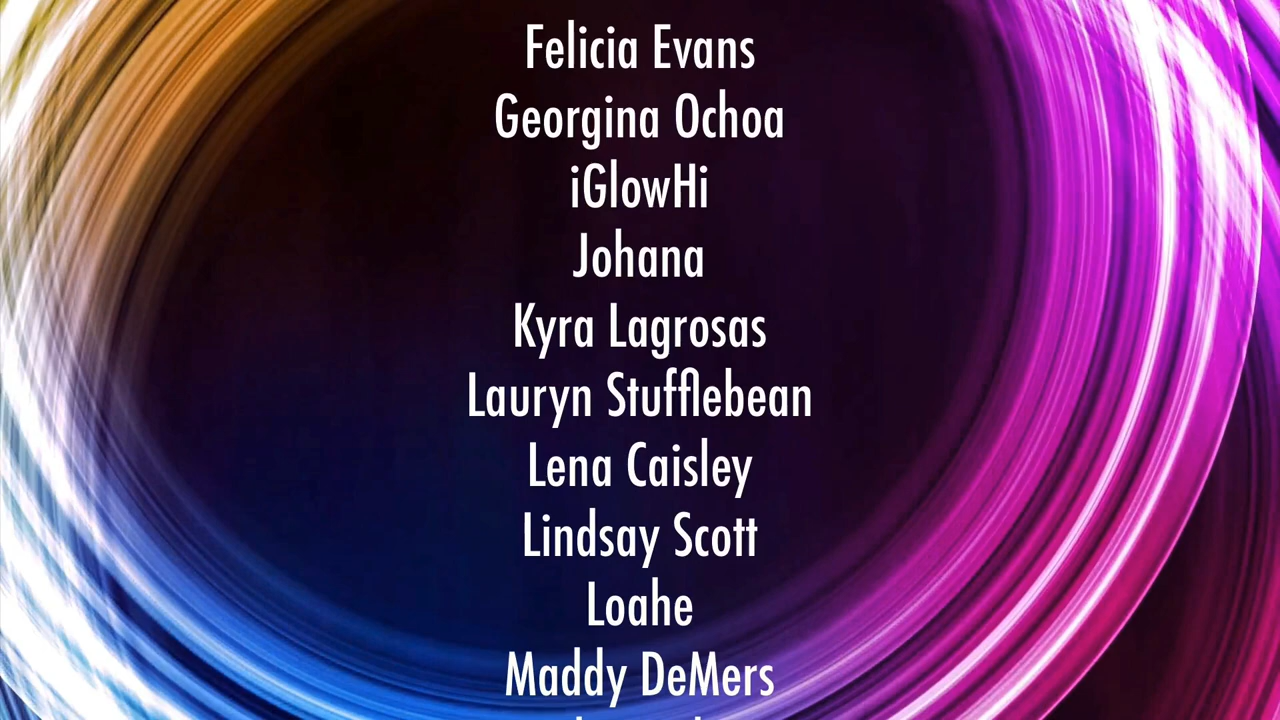 Felicia Evans
Georgina Ochoa
iGlowHi
Johana
Kyra Lagrosas
Lauryn Stufflebean
Lena Caisley
Lindsay Scott
Loahe
Maddy DeMers